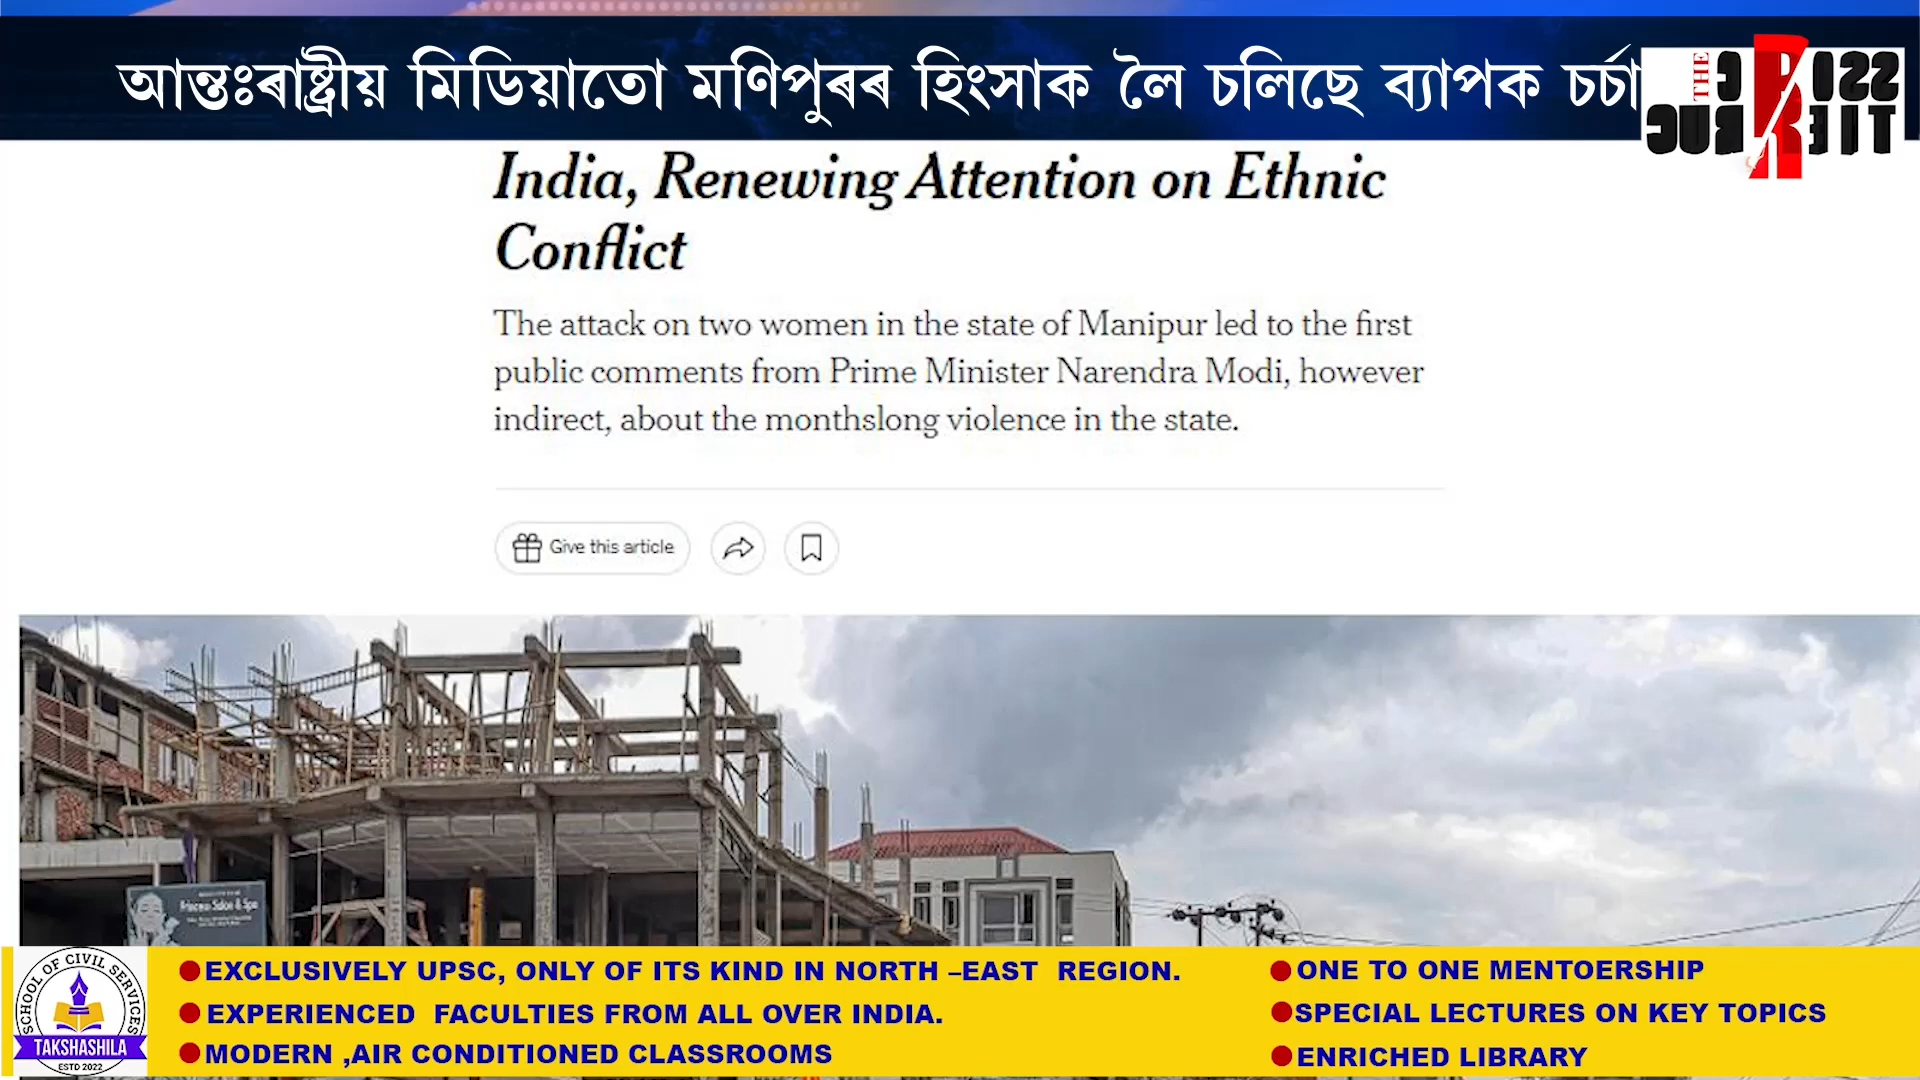 আন্তঃৰাষ্ট্ৰীয় মিডিয়াতো মণিপুৰৰ হিংসাক লৈ চলিছে ব্যাপক চৰ্চা
THE
India, Renewing Attention on Ethnic
Conflict
The attack on two women in the state of Manipur led to the first
public comments from Prime Minister Narendra Modi, however
indirect, about the monthslong violence in the state.
Give this article
Princess Salon & Spa
SCHOOL OF CIVIL SERVICES
TAKSHASHILA
ESTD 2022
EXCLUSIVELY UPSC, ONLY OF ITS KIND IN NORTH –EAST REGION.
EXPERIENCED FACULTIES FROM ALL OVER INDIA.
MODERN ,AIR CONDITIONED CLASSROOMS
ONE TO ONE MENTOERSHIP
SPECIAL LECTURES ON KEY TOPICS
ENRICHED LIBRARY